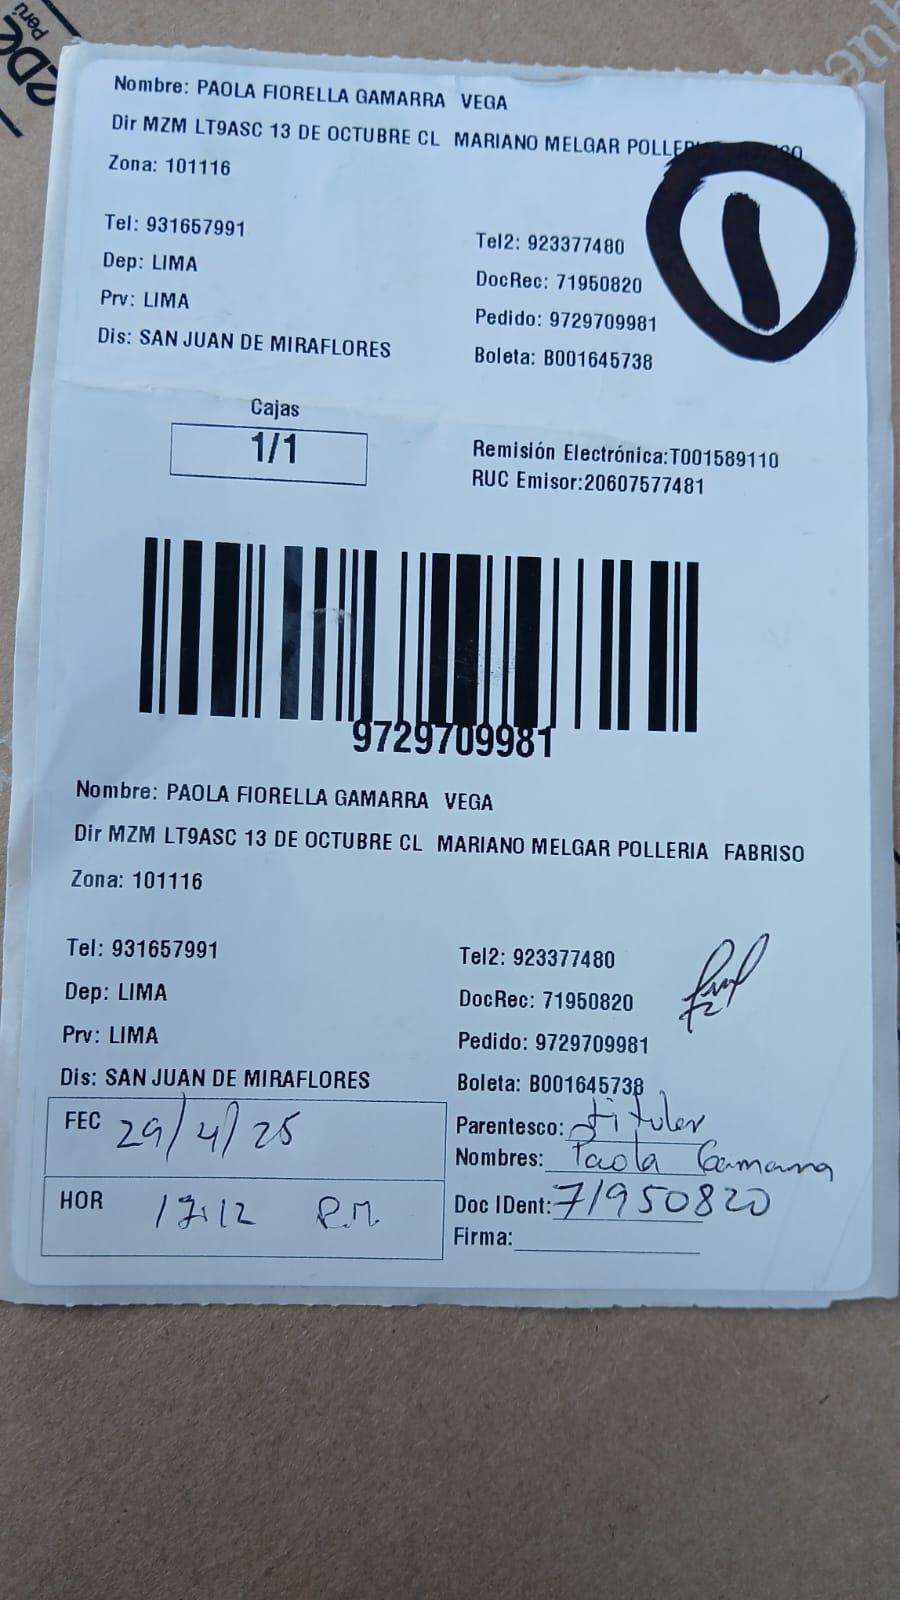 Perú
Nombre: PAOLA FIORELLA GAMARRA VEGA
Dir MZM LT9ASC 13 DE OCTUBRE CL MARIANO MELGAR
Zona: 101116
Tel: 931657991 Tel2: 923377480
Dep: LIMA DocRec: 71950820
Prv: LIMA Pedido: 9729709981
Dis: SAN JUAN DE MIRAFLORES Boleta: B001645738
1
Cajas
1/1
Remisión Electrónica:T001589110
RUC Emisor:20607577481
9729709981
Nombre: PAOLA FIORELLA GAMARRA VEGA
Dir MZM LT9ASC 13 DE OCTUBRE CL MARIANO MELGAR POLLERIA FABRISO
Zona: 101116
Tel: 931657991 Tel2: 923377480
Dep: LIMA DocRec: 71950820
Prv: LIMA Pedido: 9729709981
Dis: SAN JUAN DE MIRAFLORES Boleta: B001645738
FEC 29/4/25 Parentesco: titular
Nombres: Paola Gamarra
HOR 17:12 P.M. Doc IDent: 71950820
Firma: